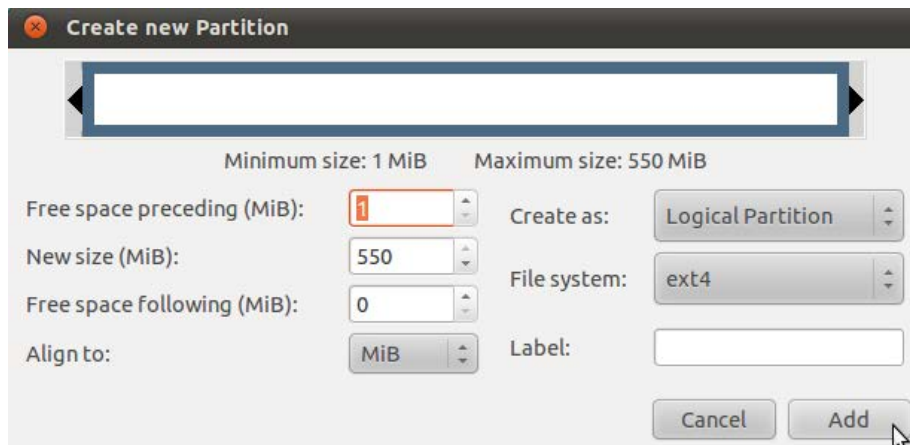 Create new Partition
Minimum size: 1 MiB Maximum size: 550 MiB
Free space preceding (MiB): 1
Create as: Logical Partition
New size (MiB): 550
File system: ext4
Free space following (MiB): 0
Align to: MiB
Label:
Cancel Add